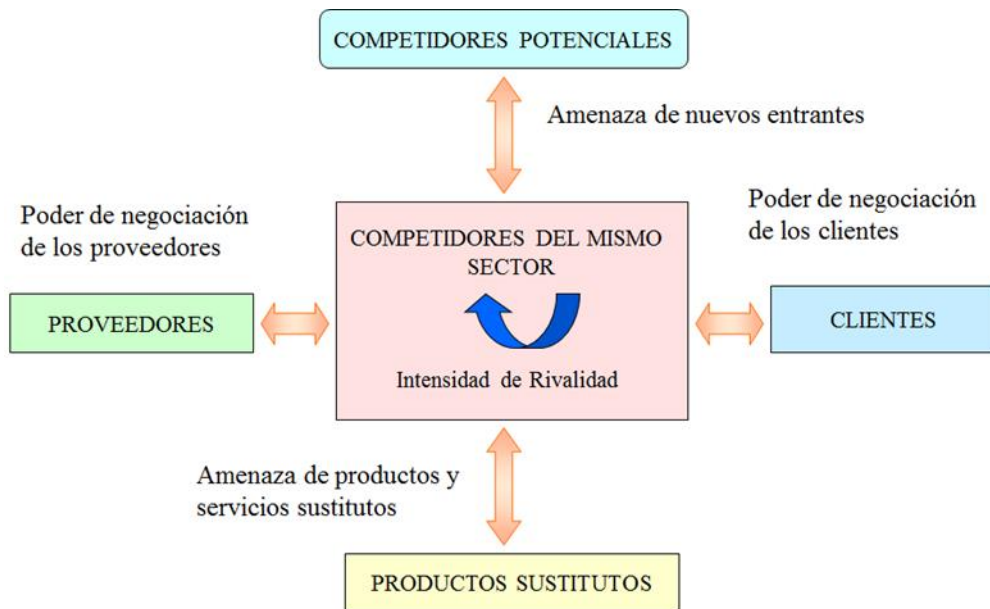 COMPETIDORES POTENCIALES
Amenaza de nuevos entrantes
Poder de negociación
de los proveedores
Poder de negociación
de los clientes
COMPETIDORES DEL MISMO
SECTOR
PROVEEDORES
CLIENTES
Intensidad de Rivalidad
Amenaza de productos y
servicios sustitutos
PRODUCTOS SUSTITUTOS